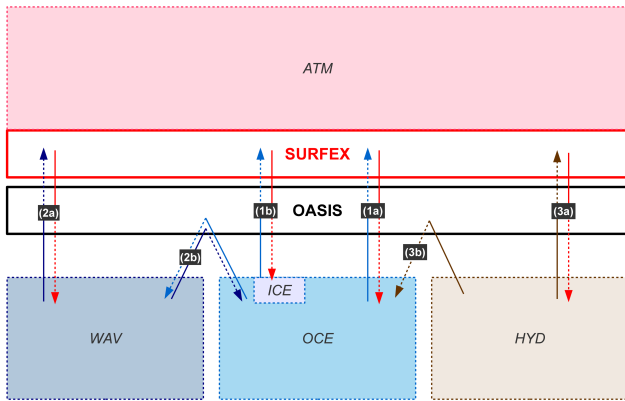 ATM
SURFEX
OASIS
(2a)
(1b)
(1a)
(3a)
(2b)
(3b)
ICE
WAV
OCE
HYD